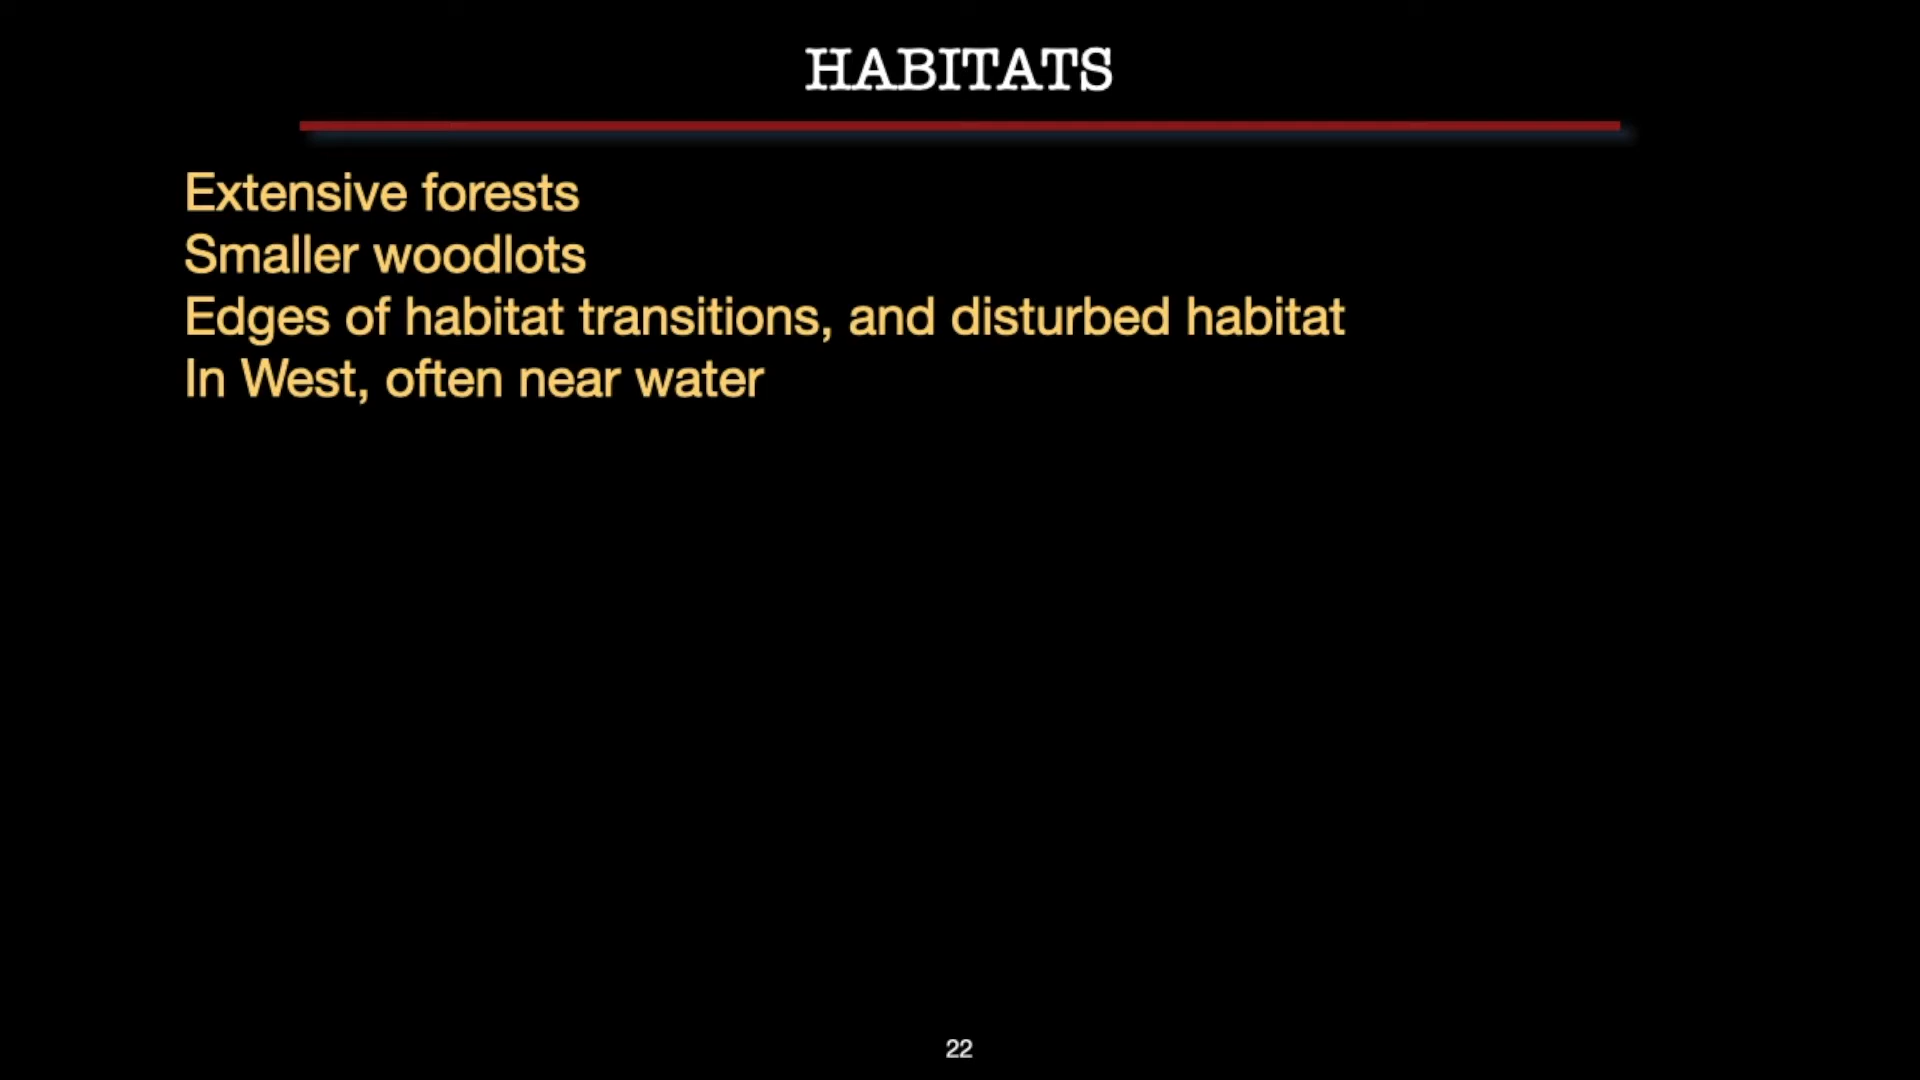 HABITATS
Extensive forests
Smaller woodlots
Edges of habitat transitions, and disturbed habitat
In West, often near water
22